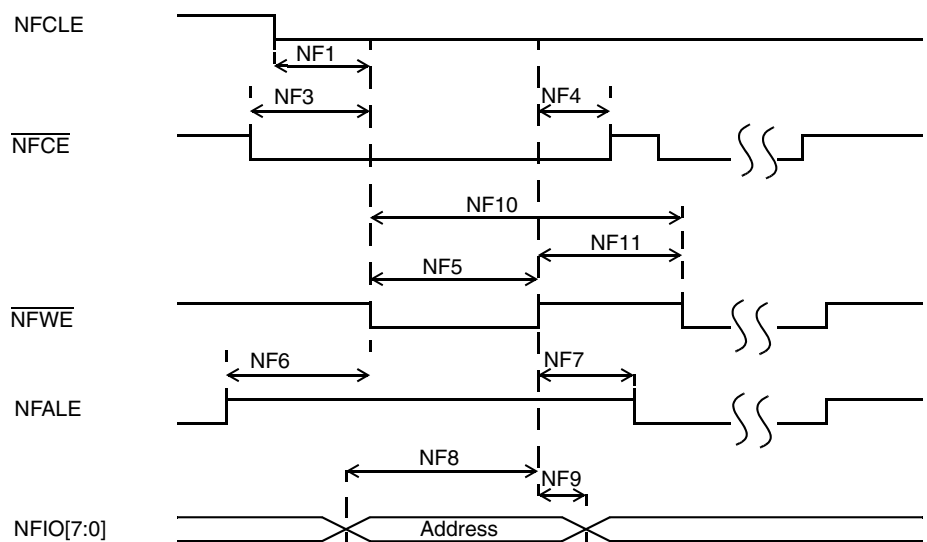 NFCLE
NF1
NF3
NF4
NFCE
NF10
NF11
NF5
NFWE
NF6
NF7
NFALE
NF8
NF9
NFIO[7:0]
Address